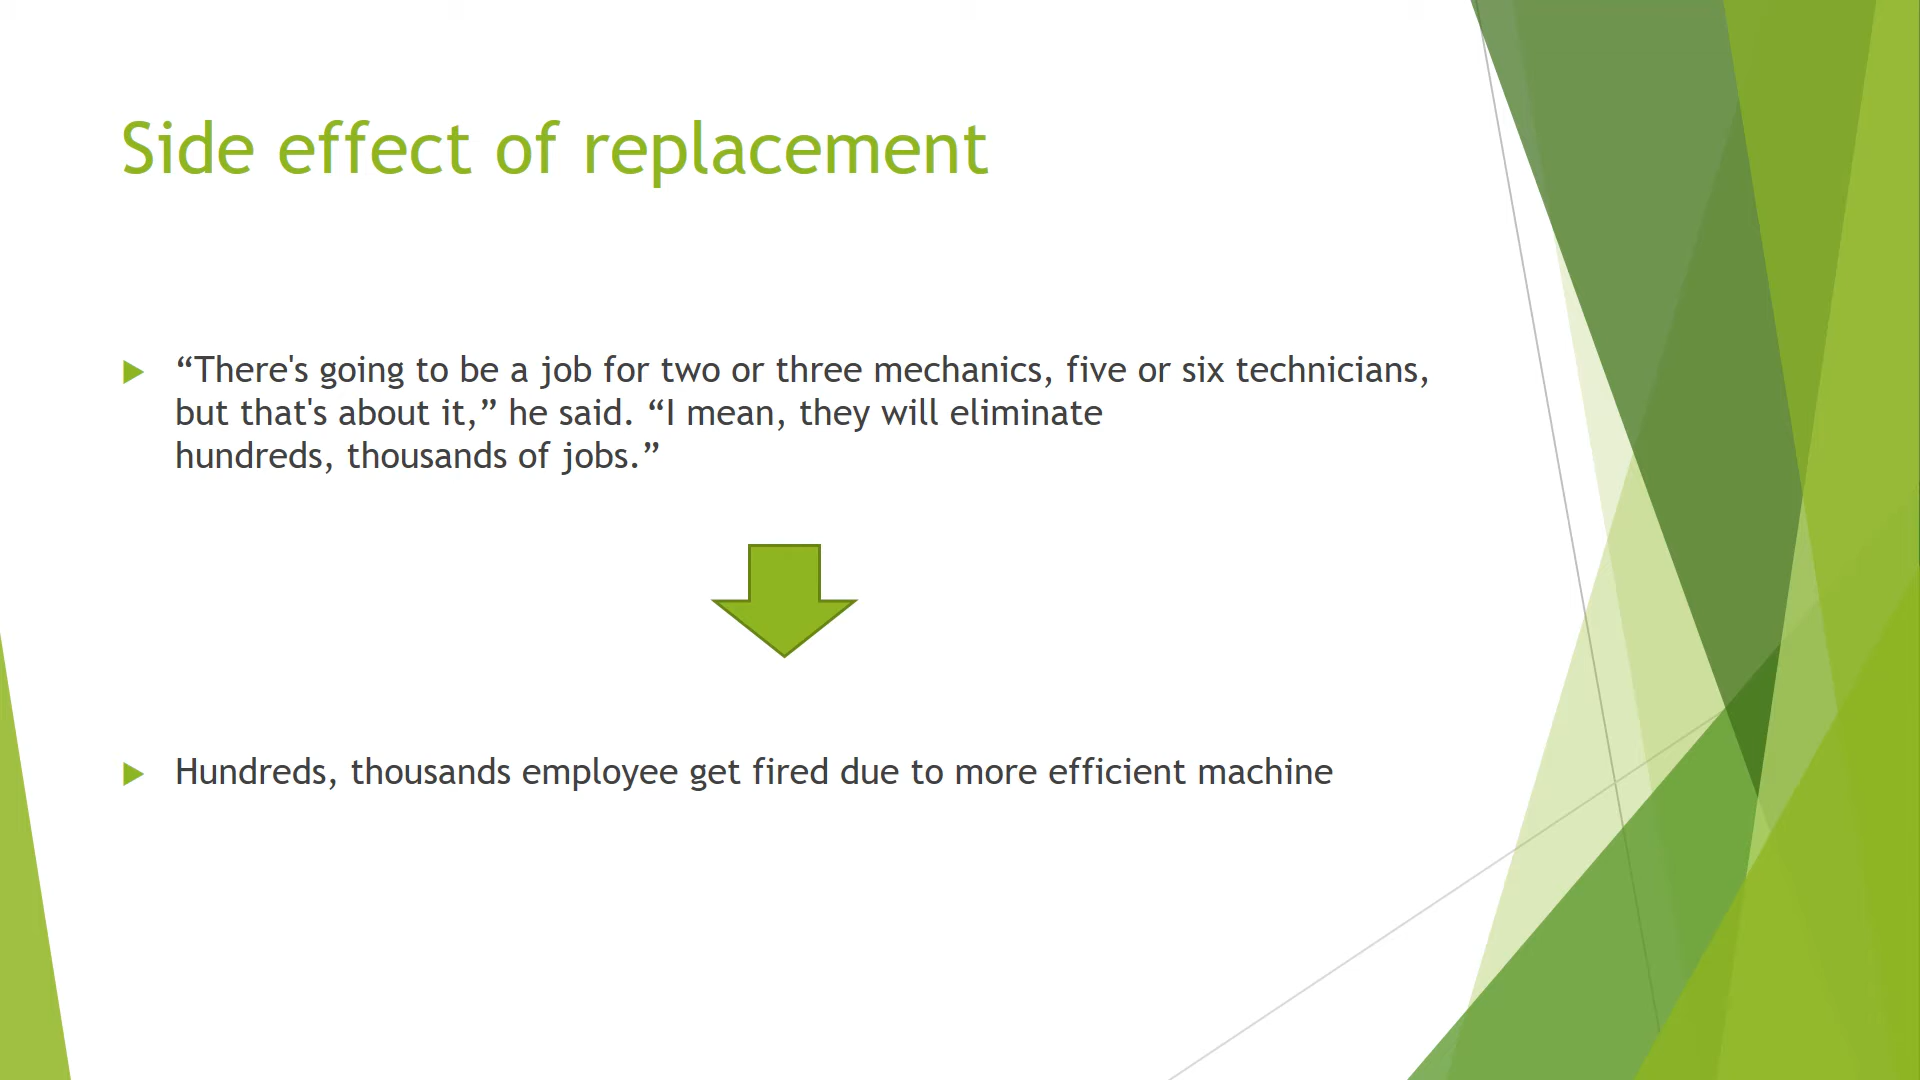 Side effect of replacement
“There's going to be a job for two or three mechanics, five or six technicians,
but that's about it,” he said. “I mean, they will eliminate
hundreds, thousands of jobs.”
Hundreds, thousands employee get fired due to more efficient machine